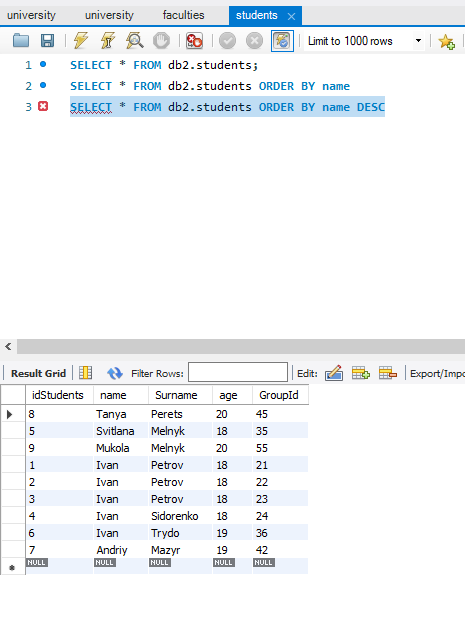 university university faculties students
Limit to 1000 rows
1 SELECT * FROM db2.students;
2 SELECT * FROM db2.students ORDER BY name
3 SELECT * FROM db2.students ORDER BY name DESC
Result Grid Filter Rows: Edit: Export/Impo
idStudents name Surname age GroupId
8 Tanya Perets 20 45
5 Svitlana Melnyk 18 35
9 Mukola Melnyk 20 55
1 Ivan Petrov 18 21
2 Ivan Petrov 18 22
3 Ivan Petrov 18 23
4 Ivan Sidorenko 18 24
6 Ivan Trydo 19 36
7 Andriy Mazyr 19 42
NULL NULL NULL NULL NULL